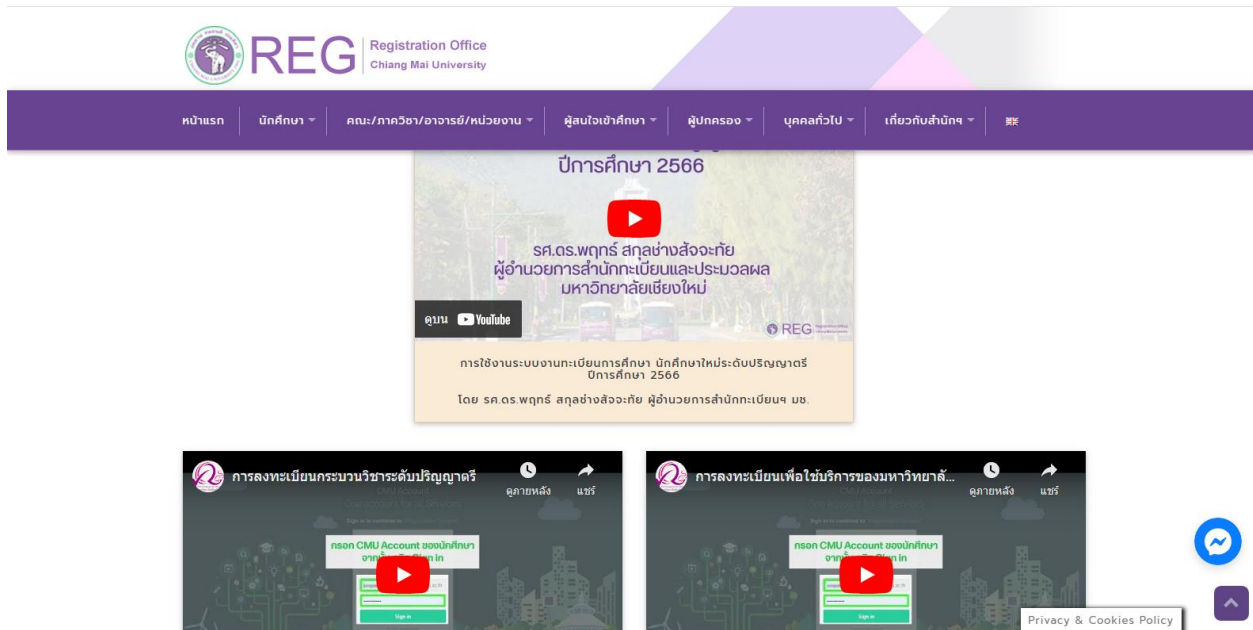 REG
Registration Office
Chiang Mai University
หน้าแรก
นักศึกษา
คณะ/ภาควิชา/อาจารย์/หน่วยงาน
ผู้สนใจเข้าศึกษา
ผู้ปกครอง
บุคคลทั่วไป
เกี่ยวกับสำนักฯ
ปีการศึกษา 2566
รศ.ดร.พฤทธ์ สกุลช่างสัจจะทัย
ผู้อำนวยการสำนักทะเบียนและประมวลผล
มหาวิทยาลัยเชียงใหม่
ดูบน YouTube
REG
การใช้งานระบบงานทะเบียนการศึกษา นักศึกษาใหม่ระดับปริญญาตรี
ปีการศึกษา 2566
โดย รศ.ดร.พฤทธ์ สกุลช่างสัจจะทัย ผู้อำนวยการสำนักทะเบียนฯ มช.
การลงทะเบียนกระบวนวิชาระดับปริญญาตรี
ดูภายหลัง
แชร์
กรอก CMU Account ของนักศึกษา
Sign in
การลงทะเบียนเพื่อใช้บริการของมหาวิทยาลั...
ดูภายหลัง
แชร์
กรอก CMU Account ของนักศึกษา
Sign in
Privacy & Cookies Policy